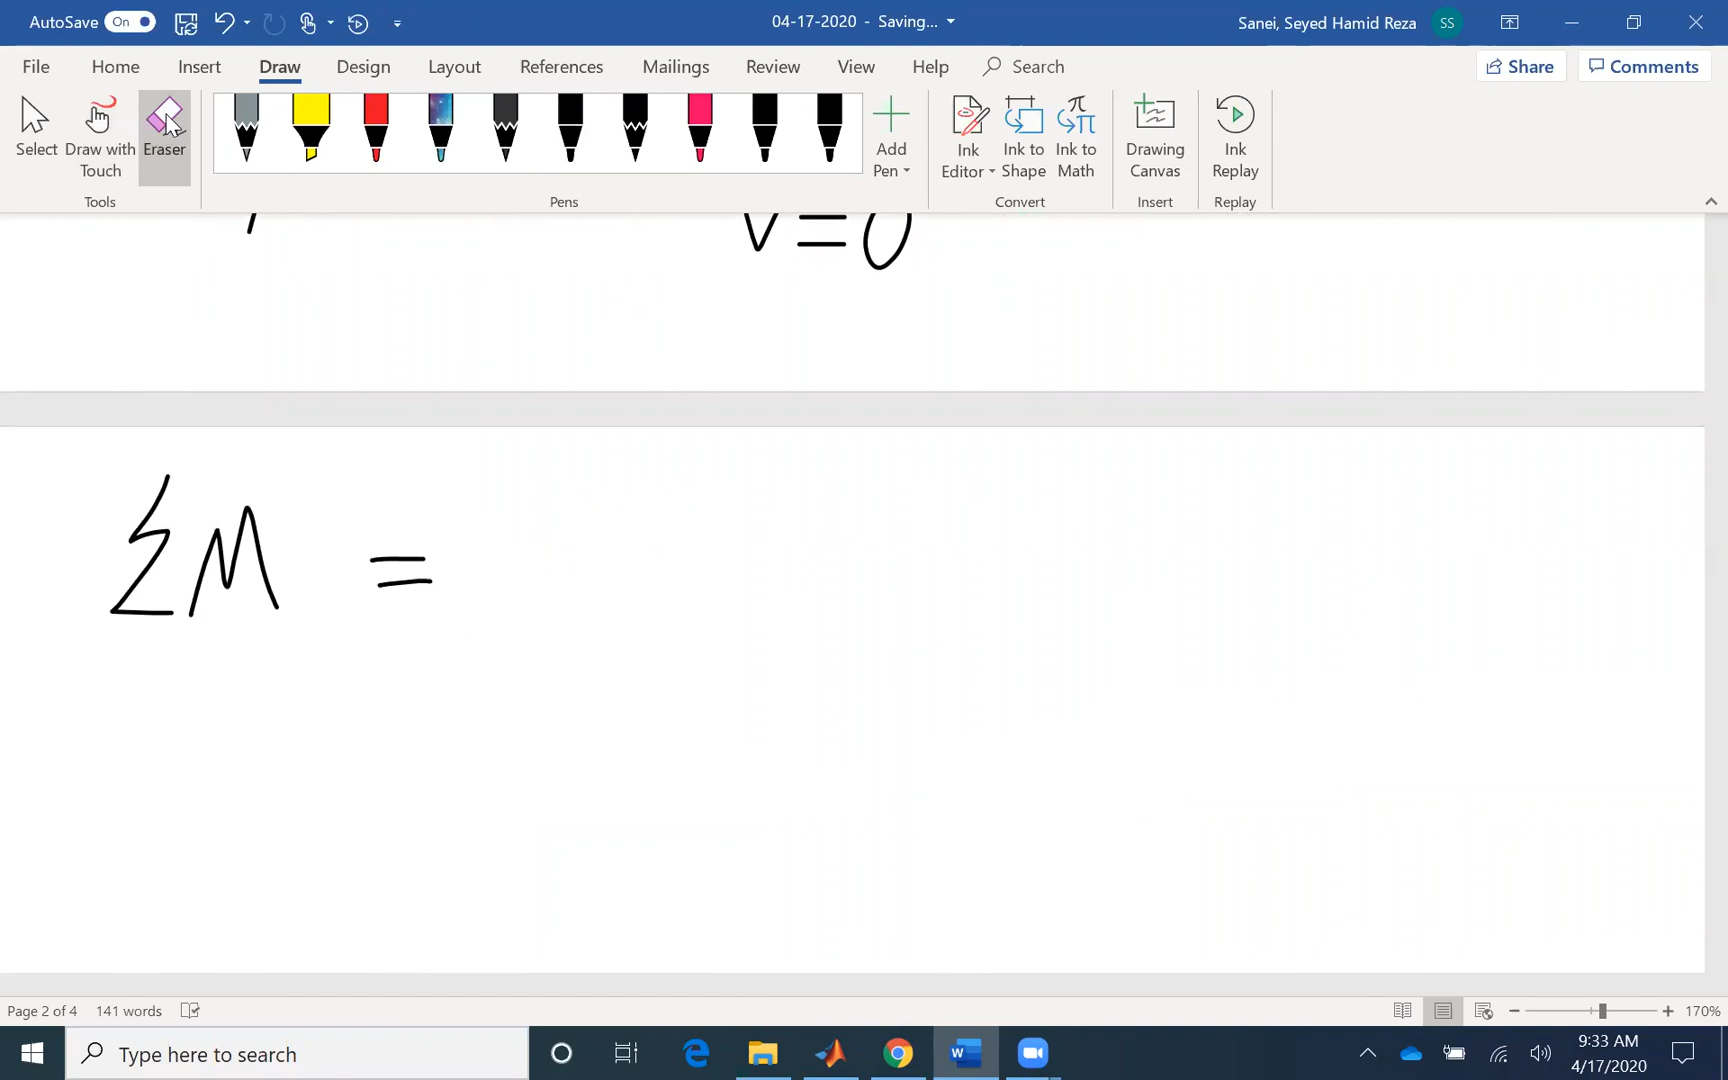 AutoSave On 04-17-2020 - Saving... Sanei, Seyed Hamid Reza SS
File Home Insert Draw Design Layout References Mailings Review View Help Search Share Comments
Select Draw with Touch Eraser Add Pen Ink Editor Ink to Shape Ink to Math Drawing Canvas Ink Replay
Tools Pens Convert Insert Replay
V=0
ΣM =
Page 2 of 4 141 words 170%
Type here to search 9:33 AM
4/17/2020